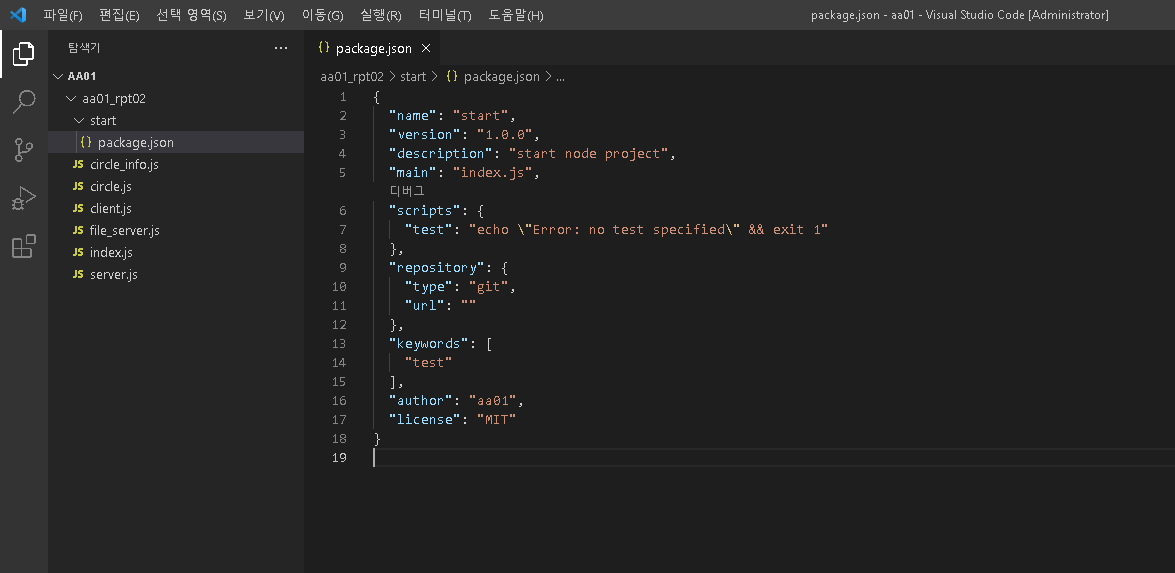 파일(F) 편집(E) 선택 영역(S) 보기(V) 이동(G) 실행(R) 터미널(T) 도움말(H) package.json - aa01 - Visual Studio Code [Administrator]
탐색기 ...
AA01
aa01_rpt02
start
{} package.json
JS circle_info.js
JS circle.js
JS client.js
JS file_server.js
JS index.js
JS server.js
{} package.json ×
aa01_rpt02 > start > {} package.json > ...
1 {
2 "name": "start",
3 "version": "1.0.0",
4 "description": "start node project",
5 "main": "index.js",
디버그
6 "scripts": {
7 "test": "echo \"Error: no test specified\" && exit 1"
8 },
9 "repository": {
10 "type": "git",
11 "url": ""
12 },
13 "keywords": [
14 "test"
15 ],
16 "author": "aa01",
17 "license": "MIT"
18 }
19